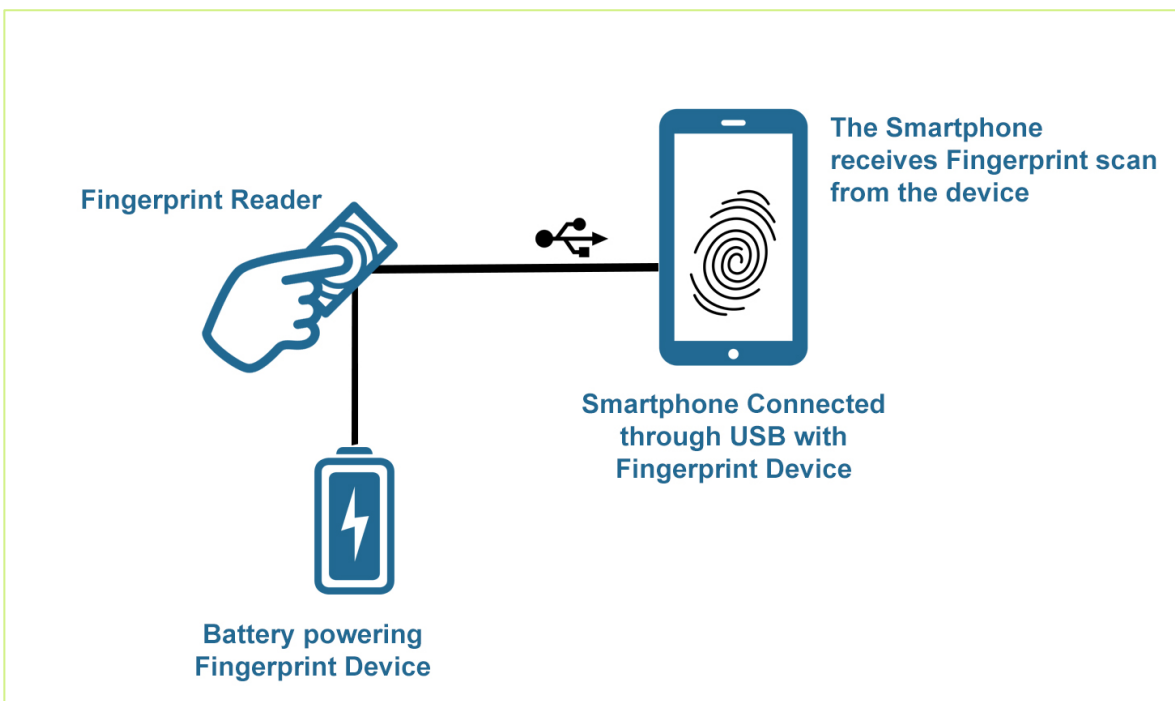 Fingerprint Reader
The Smartphone
receives Fingerprint scan
from the device
Smartphone Connected
through USB with
Fingerprint Device
Battery powering
Fingerprint Device